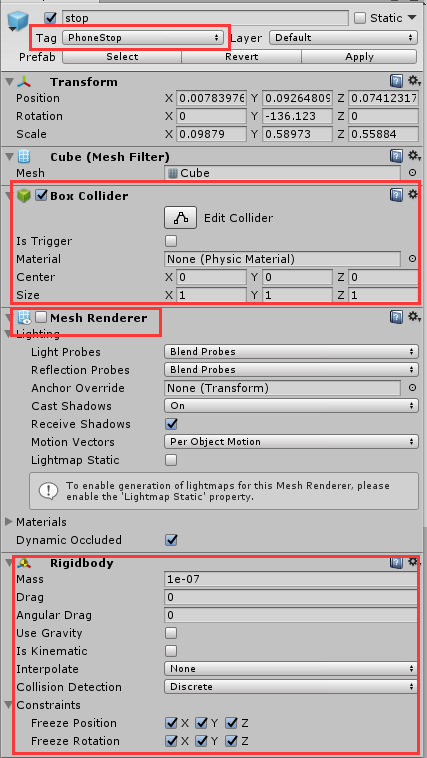 stop Static
Tag PhoneStop Layer Default
Prefab Select Revert Apply
Transform
Position X 0.00783976 Y 0.09264809 Z 0.07412317
Rotation X 0 Y -136.123 Z 0
Scale X 0.09879 Y 0.58973 Z 0.55884
Cube (Mesh Filter)
Mesh Cube
Box Collider
Edit Collider
Is Trigger
Material None (Physic Material)
Center X 0 Y 0 Z 0
Size X 1 Y 1 Z 1
Mesh Renderer
Lighting
Light Probes Blend Probes
Reflection Probes Blend Probes
Anchor Override None (Transform)
Cast Shadows On
Receive Shadows
Motion Vectors Per Object Motion
Lightmap Static
To enable generation of lightmaps for this Mesh Renderer, please
enable the 'Lightmap Static' property.
Materials
Dynamic Occluded
Rigidbody
Mass 1e-07
Drag 0
Angular Drag 0
Use Gravity
Is Kinematic
Interpolate None
Collision Detection Discrete
Constraints
Freeze Position X Y Z
Freeze Rotation X Y Z